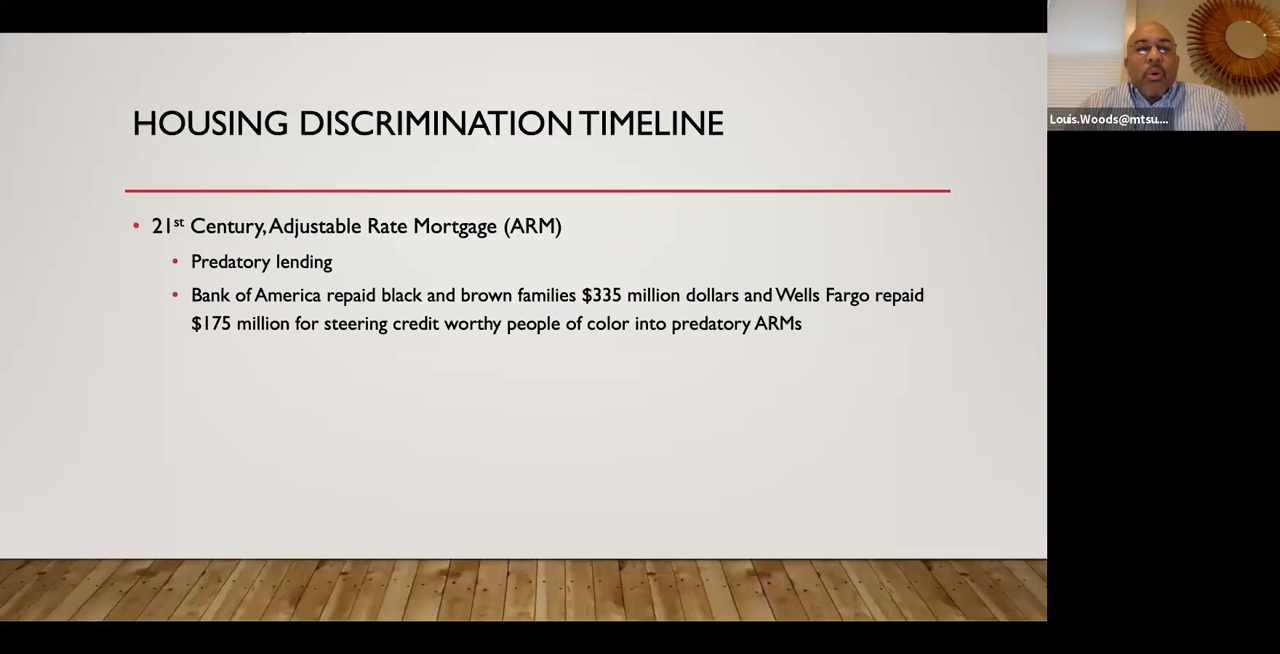 HOUSING DISCRIMINATION TIMELINE
• 21st Century, Adjustable Rate Mortgage (ARM)
• Predatory lending
• Bank of America repaid black and brown families $335 million dollars and Wells Fargo repaid
$175 million for steering credit worthy people of color into predatory ARMs
Louis.Woods@mtsu....